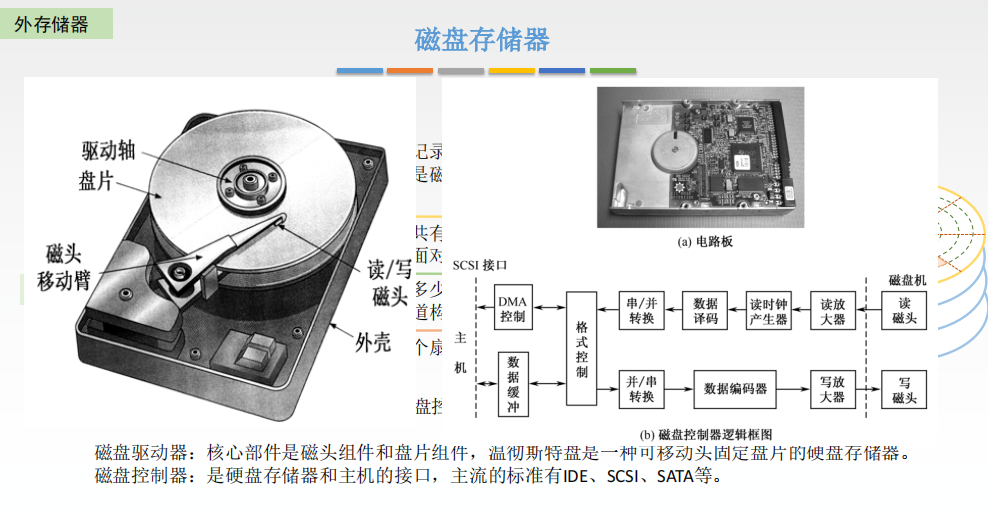 外存储器
磁盘存储器
驱动轴
盘片
磁头
移动臂
读/写
磁头
外壳
记录
是磁
共有
面对
多少
道称
个扇
盘控
(a) 电路板
SCSI 接口
磁盘机
主
机
DMA
控制
数
据
缓
冲
格
式
控
制
串/并
转换
数据
译码
读时钟
产生器
读放
大器
读
磁头
并/串
转换
数据编码器
写放
大器
写
磁头
(b) 磁盘控制器逻辑框图
磁盘驱动器：核心部件是磁头组件和盘片组件，温彻斯特盘是一种可移动头固定盘片的硬盘存储器。
磁盘控制器：是硬盘存储器和主机的接口，主流的标准有IDE、SCSI、SATA等。